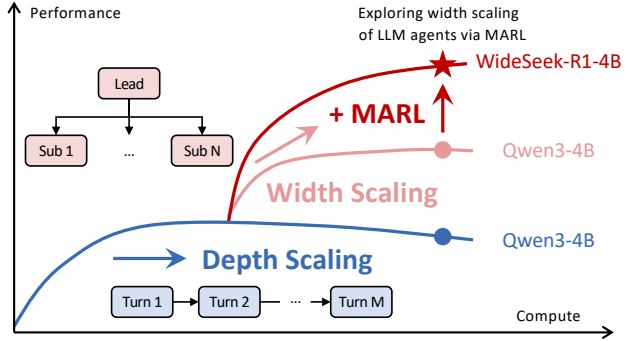 Performance
Exploring width scaling
of LLM agents via MARL
WideSeek-R1-4B
Lead
+ MARL
Sub 1
...
Sub N
Qwen3-4B
Width Scaling
Qwen3-4B
Depth Scaling
Turn 1
Turn 2
...
Turn M
Compute